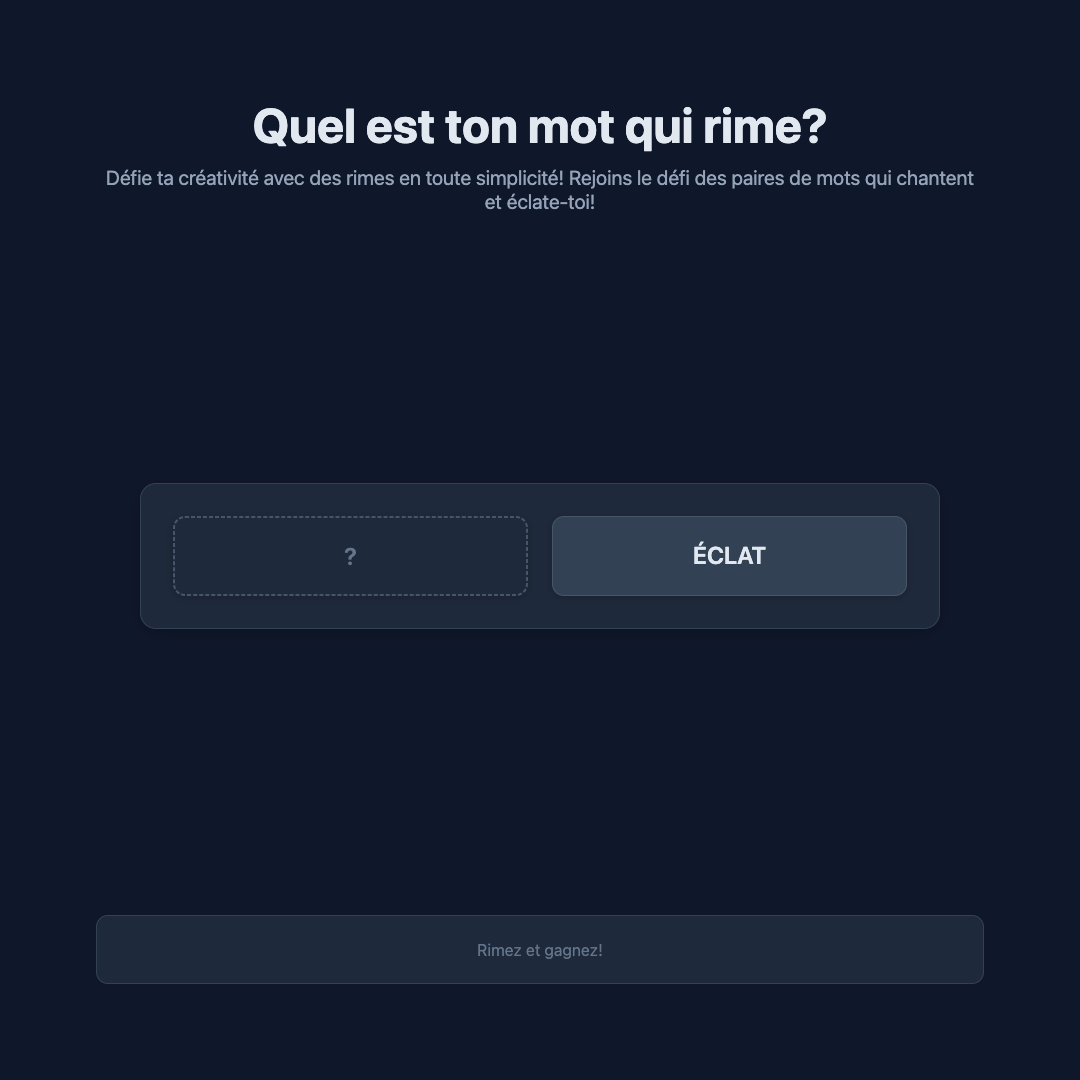 Quel est ton mot qui rime?
Défie ta créativité avec des rimes en toute simplicité! Rejoins le défi des paires de mots qui chantent
et éclate-toi!
?
ÉCLAT
Rimez et gagnez!